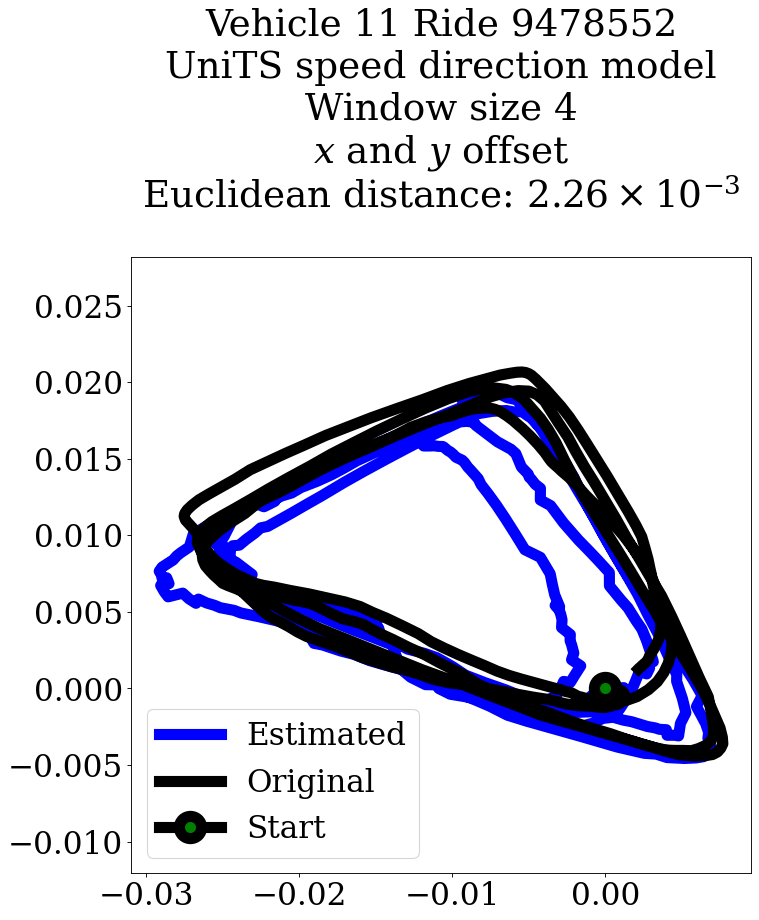 Vehicle 11 Ride 9478552
UniTS speed direction model
Window size 4
x and y offset
Euclidean distance: 2.26 × 10⁻³
0.025
0.020
0.015
0.010
0.005
0.000
−0.005
−0.010
Estimated
Original
Start
−0.03 −0.02 −0.01 0.00